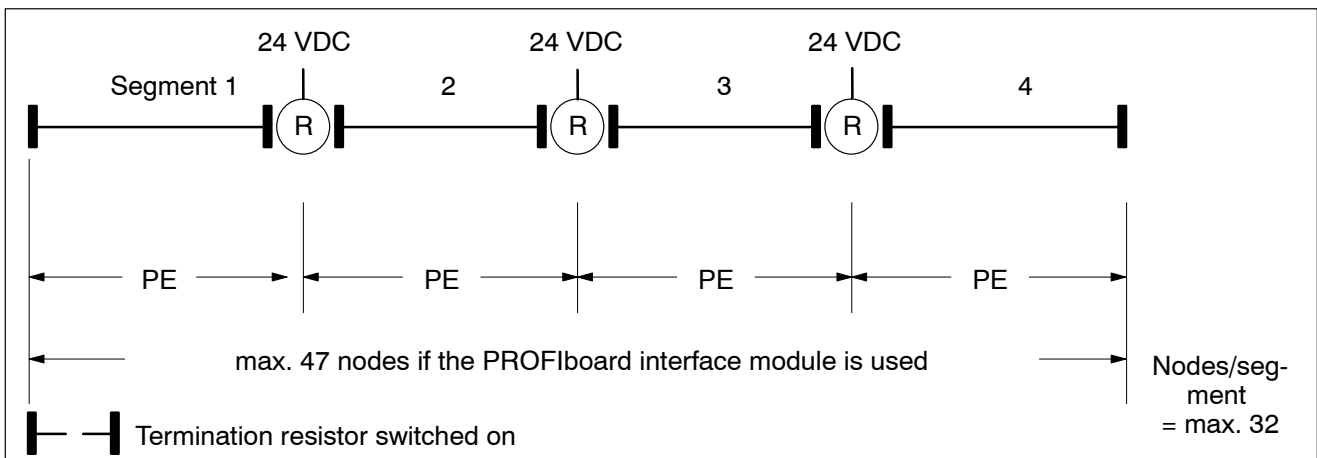 24 VDC 24 VDC 24 VDC
Segment 1 2 3 4
R R R
PE PE PE PE
max. 47 nodes if the PROFIboard interface module is used
Nodes/seg-
ment
= max. 32
Termination resistor switched on